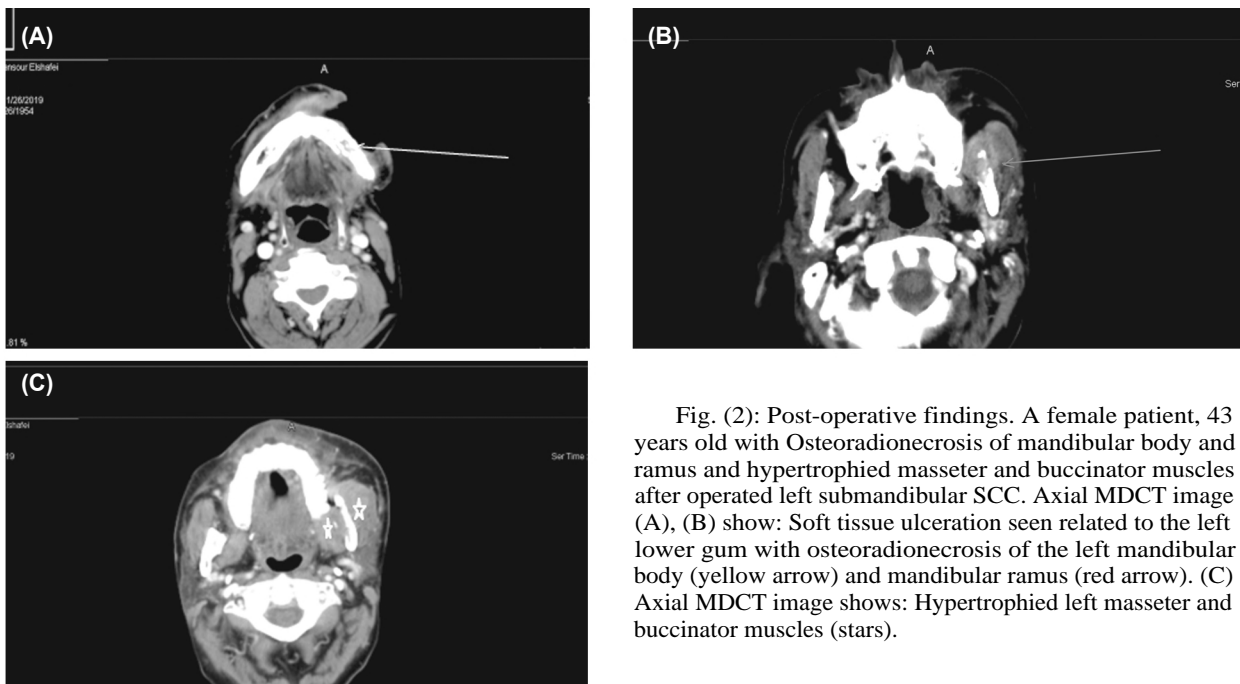 (A)
A
nsour Elshafei
1/26/2019
26/1954
.81 %
(B)
A
Ser
(C)
A
Elshafei
19
Ser Time :
Fig. (2): Post-operative findings. A female patient, 43
years old with Osteoradionecrosis of mandibular body and
ramus and hypertrophied masseter and buccinator muscles
after operated left submandibular SCC. Axial MDCT image
(A), (B) show: Soft tissue ulceration seen related to the left
lower gum with osteoradionecrosis of the left mandibular
body (yellow arrow) and mandibular ramus (red arrow). (C)
Axial MDCT image shows: Hypertrophied left masseter and
buccinator muscles (stars).